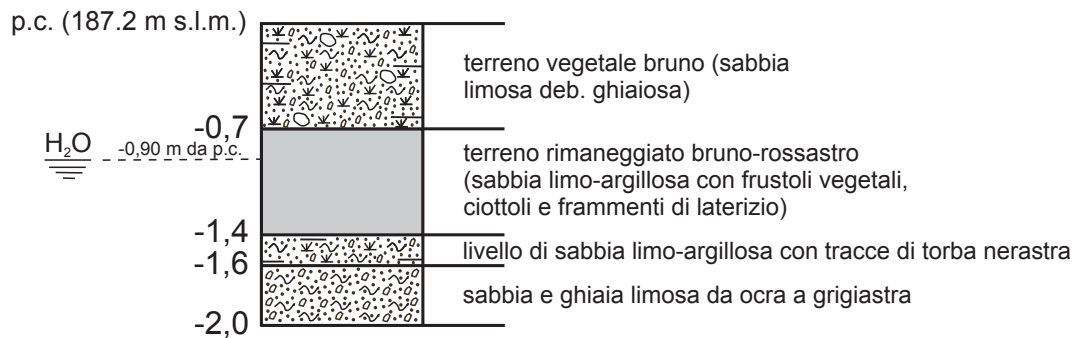 p.c. (187.2 m s.l.m.)
terreno vegetale bruno (sabbia
limosa deb. ghiaiosa)
-0,7
H₂O -0,90 m da p.c.
terreno rimaneggiato bruno-rossastro
(sabbia limo-argillosa con frustoli vegetali,
ciottoli e frammenti di laterizio)
-1,4
livello di sabbia limo-argillosa con tracce di torba nerastra
-1,6
sabbia e ghiaia limosa da ocra a grigiastra
-2,0